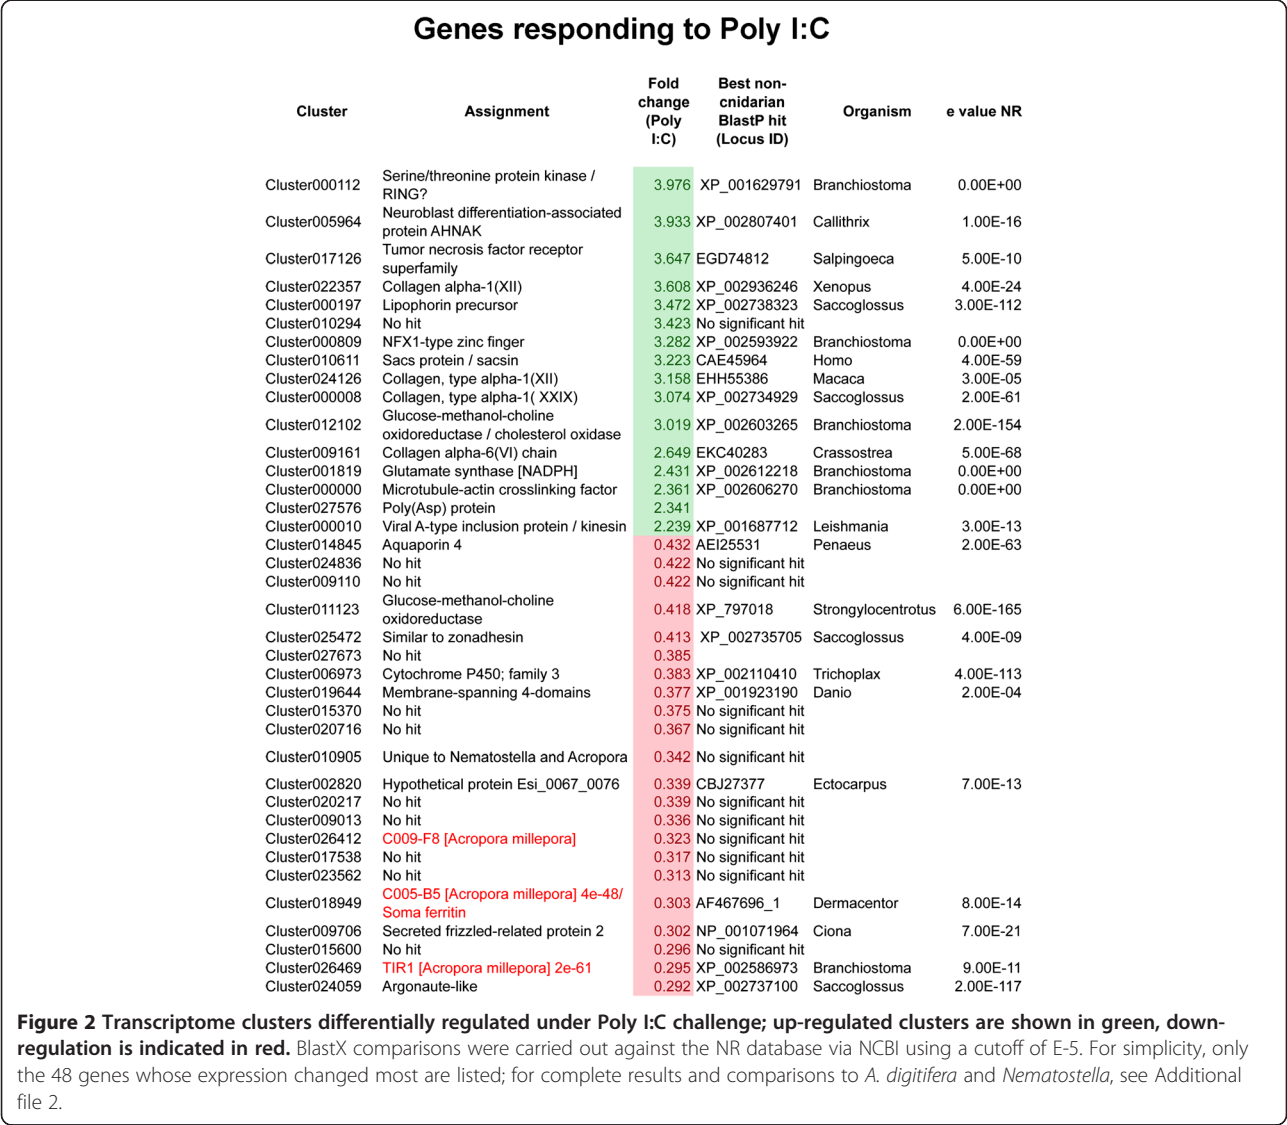 Genes responding to Poly I:C
Cluster Assignment Fold change (Poly I:C) Best non-cnidarian BlastP hit (Locus ID) Organism e value NR
Cluster000112 Serine/threonine protein kinase / RING? 3.976 XP_001629791 Branchiostoma 0.00E+00
Cluster005964 Neuroblast differentiation-associated protein AHNAK 3.933 XP_002807401 Callithrix 1.00E-16
Cluster017126 Tumor necrosis factor receptor superfamily 3.647 EGD74812 Salpingoeca 5.00E-10
Cluster022357 Collagen alpha-1(XII) 3.608 XP_002936246 Xenopus 4.00E-24
Cluster000197 Lipophorin precursor 3.472 XP_002738323 Saccoglossus 3.00E-112
Cluster010294 No hit 3.423 No significant hit
Cluster000809 NFX1-type zinc finger 3.282 XP_002593922 Branchiostoma 0.00E+00
Cluster010611 Sacs protein / sacsin 3.223 CAE45964 Homo 4.00E-59
Cluster024126 Collagen, type alpha-1(XII) 3.158 EHH55386 Macaca 3.00E-05
Cluster000008 Collagen, type alpha-1( XXIX) 3.074 XP_002734929 Saccoglossus 2.00E-61
Cluster012102 Glucose-methanol-choline oxidoreductase / cholesterol oxidase 3.019 XP_002603265 Branchiostoma 2.00E-154
Cluster009161 Collagen alpha-6(VI) chain 2.649 EKC40283 Crassostrea 5.00E-68
Cluster001819 Glutamate synthase [NADPH] 2.431 XP_002612218 Branchiostoma 0.00E+00
Cluster000000 Microtubule-actin crosslinking factor 2.361 XP_002606270 Branchiostoma 0.00E+00
Cluster027576 Poly(Asp) protein 2.341
Cluster000010 Viral A-type inclusion protein / kinesin 2.239 XP_001687712 Leishmania 3.00E-13
Cluster014845 Aquaporin 4 0.432 AEI25531 Penaeus 2.00E-63
Cluster024836 No hit 0.422 No significant hit
Cluster009110 No hit 0.422 No significant hit
Cluster011123 Glucose-methanol-choline oxidoreductase 0.418 XP_797018 Strongylocentrotus 6.00E-165
Cluster025472 Similar to zonadhesin 0.413 XP_002735705 Saccoglossus 4.00E-09
Cluster027673 No hit 0.385
Cluster006973 Cytochrome P450; family 3 0.383 XP_002110410 Trichoplax 4.00E-113
Cluster019644 Membrane-spanning 4-domains 0.377 XP_001923190 Danio 2.00E-04
Cluster015370 No hit 0.375 No significant hit
Cluster020716 No hit 0.367 No significant hit
Cluster010905 Unique to Nematostella and Acropora 0.342 No significant hit
Cluster002820 Hypothetical protein Esi_0067_0076 0.339 CBJ27377 Ectocarpus 7.00E-13
Cluster020217 No hit 0.339 No significant hit
Cluster009013 No hit 0.336 No significant hit
Cluster026412 C009-F8 [Acropora millepora] 0.323 No significant hit
Cluster017538 No hit 0.317 No significant hit
Cluster023562 No hit 0.313 No significant hit
Cluster018949 C005-B5 [Acropora millepora] 4e-48/ Soma ferritin 0.303 AF467696_1 Dermacentor 8.00E-14
Cluster009706 Secreted frizzled-related protein 2 0.302 NP_001071964 Ciona 7.00E-21
Cluster015600 No hit 0.296 No significant hit
Cluster026469 TIR1 [Acropora millepora] 2e-61 0.295 XP_002586973 Branchiostoma 9.00E-11
Cluster024059 Argonaute-like 0.292 XP_002737100 Saccoglossus 2.00E-117
Figure 2 Transcriptome clusters differentially regulated under Poly I:C challenge; up-regulated clusters are shown in green, down-
regulation is indicated in red. BlastX comparisons were carried out against the NR database via NCBI using a cutoff of E-5. For simplicity, only
the 48 genes whose expression changed most are listed; for complete results and comparisons to A. digitifera and Nematostella, see Additional
file 2.